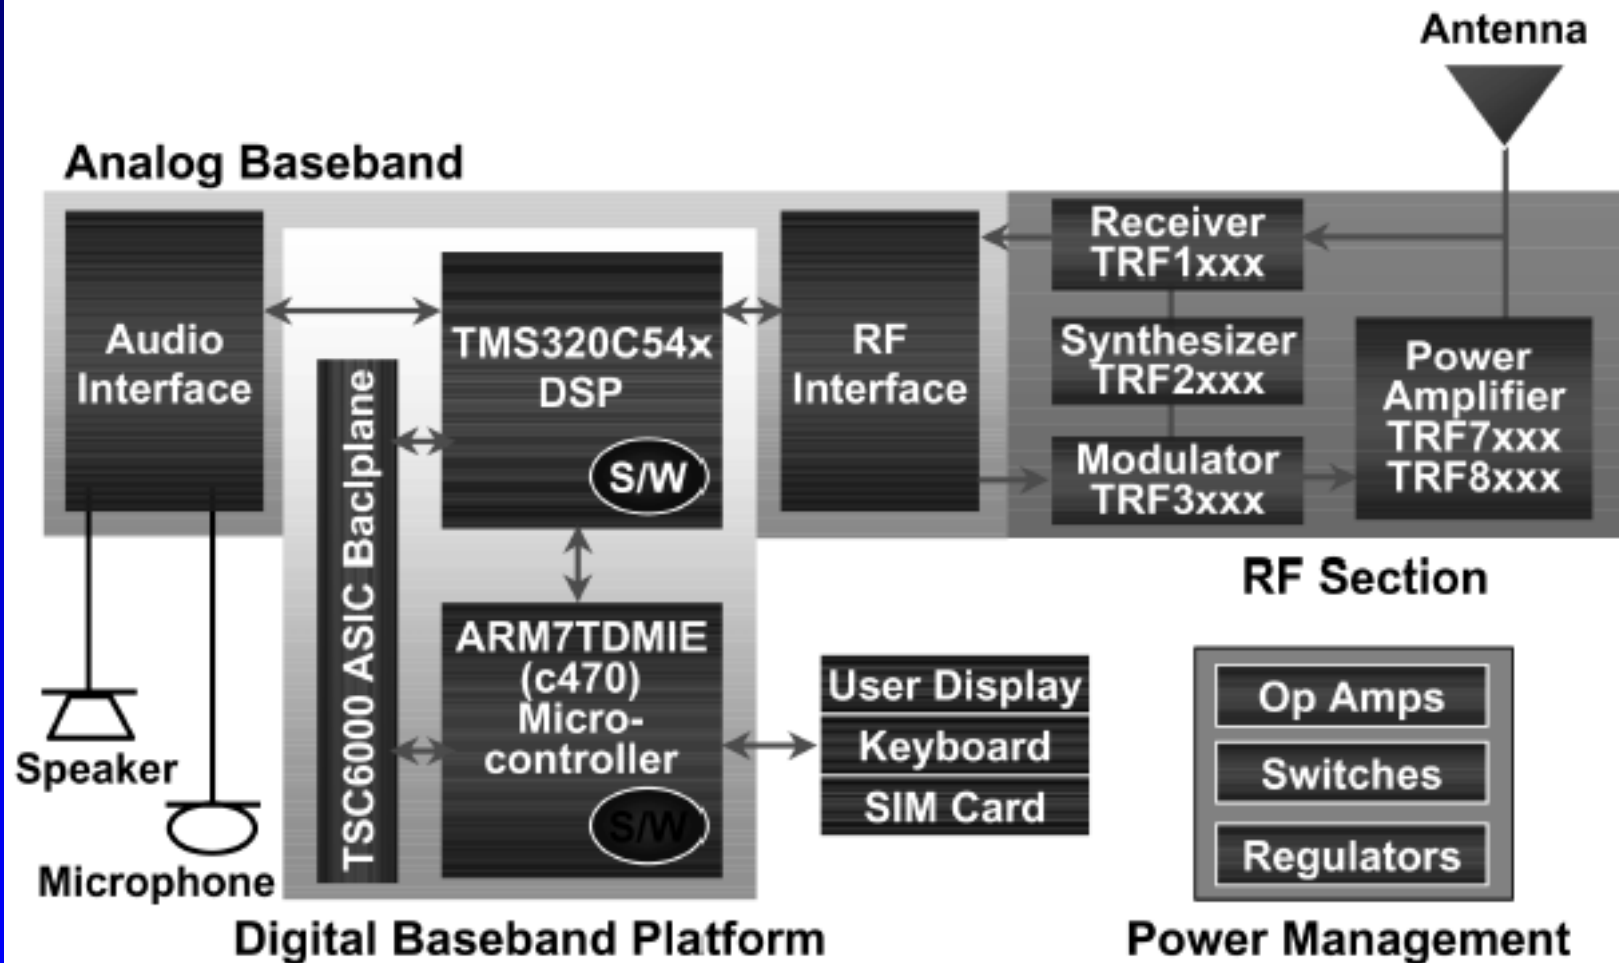 Antenna
Analog Baseband
Audio
Interface
TMS320C54x
DSP
S/W
RF
Interface
Receiver
TRF1xxx
Synthesizer
TRF2xxx
Modulator
TRF3xxx
Power
Amplifier
TRF7xxx
TRF8xxx
RF Section
TSC6000 ASIC Baclplane
ARM7TDMIE
(c470)
Micro-
controller
S/W
User Display
Keyboard
SIM Card
Op Amps
Switches
Regulators
Speaker
Microphone
Digital Baseband Platform
Power Management